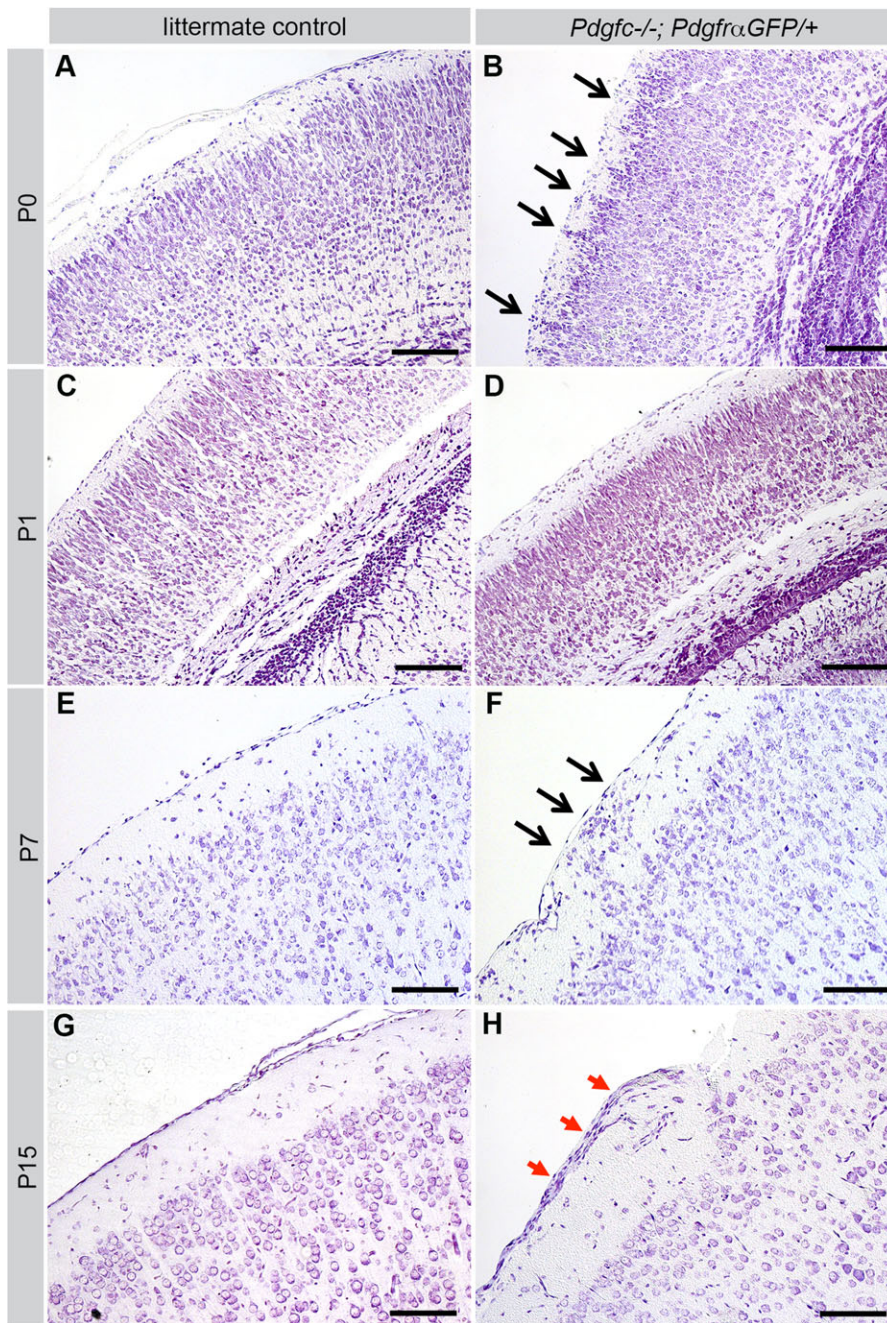 littermate control
Pdgfc-/-; PdgfrαGFP/+
A
B
P0
C
D
P1
E
F
P7
G
H
P15